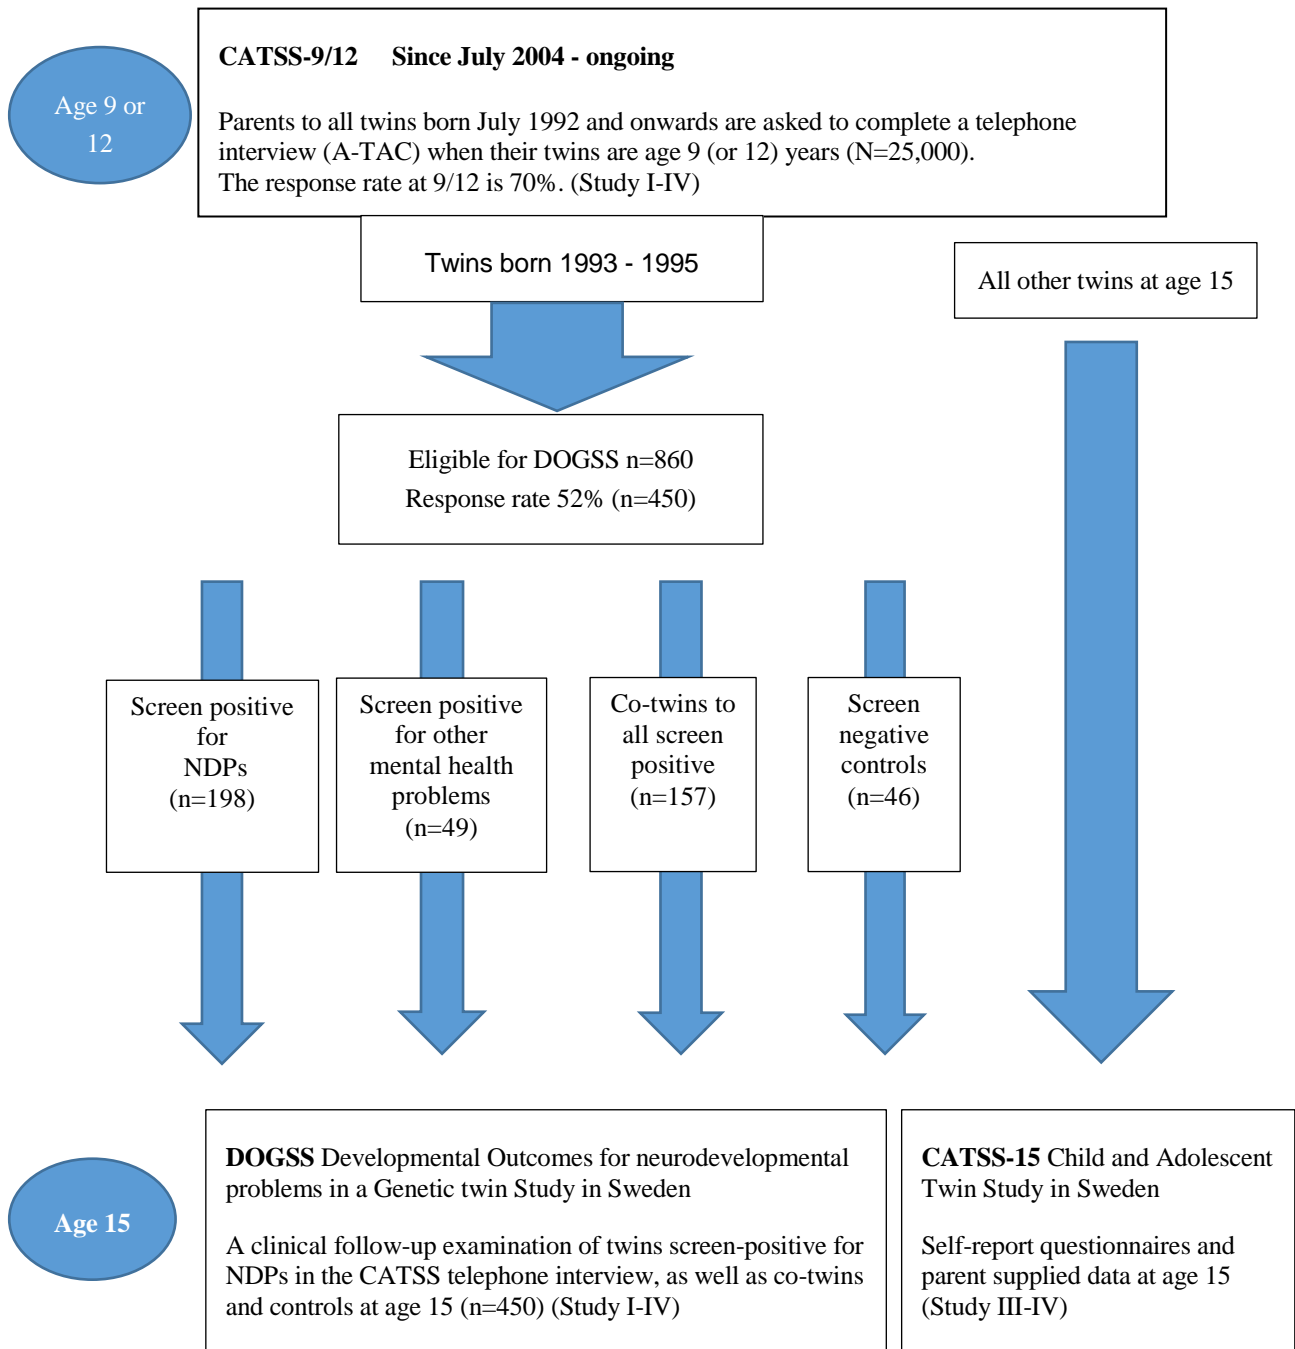 Age 9 or
12
CATSS-9/12 Since July 2004 - ongoing
Parents to all twins born July 1992 and onwards are asked to complete a telephone
interview (A-TAC) when their twins are age 9 (or 12) years (N=25,000).
The response rate at 9/12 is 70%. (Study I-IV)
Twins born 1993 - 1995
All other twins at age 15
Eligible for DOGSS n=860
Response rate 52% (n=450)
Screen positive
for
NDPs
(n=198)
Screen positive
for other
mental health
problems
(n=49)
Co-twins to
all screen
positive
(n=157)
Screen
negative
controls
(n=46)
Age 15
DOGSS Developmental Outcomes for neurodevelopmental
problems in a Genetic twin Study in Sweden
A clinical follow-up examination of twins screen-positive for
NDPs in the CATSS telephone interview, as well as co-twins
and controls at age 15 (n=450) (Study I-IV)
CATSS-15 Child and Adolescent
Twin Study in Sweden
Self-report questionnaires and
parent supplied data at age 15
(Study III-IV)